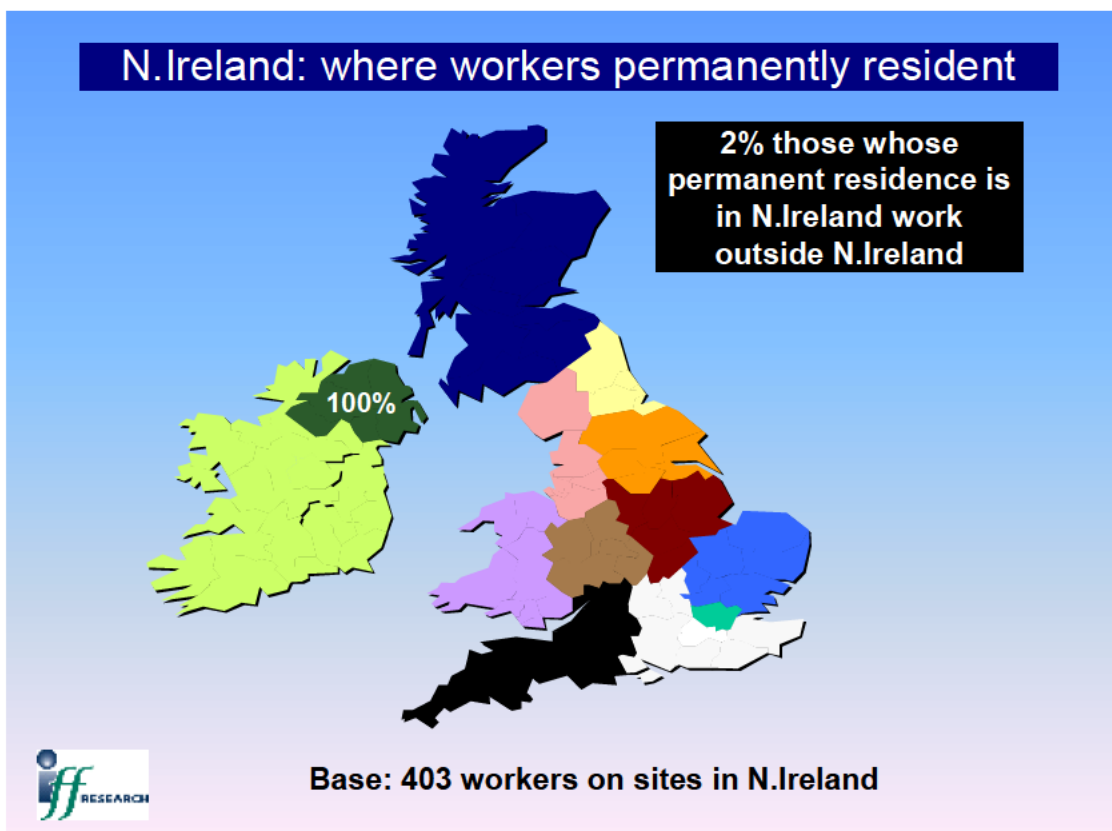 N.Ireland: where workers permanently resident
2% those whose
permanent residence is
in N.Ireland work
outside N.Ireland
100%
iff RESEARCH
Base: 403 workers on sites in N.Ireland